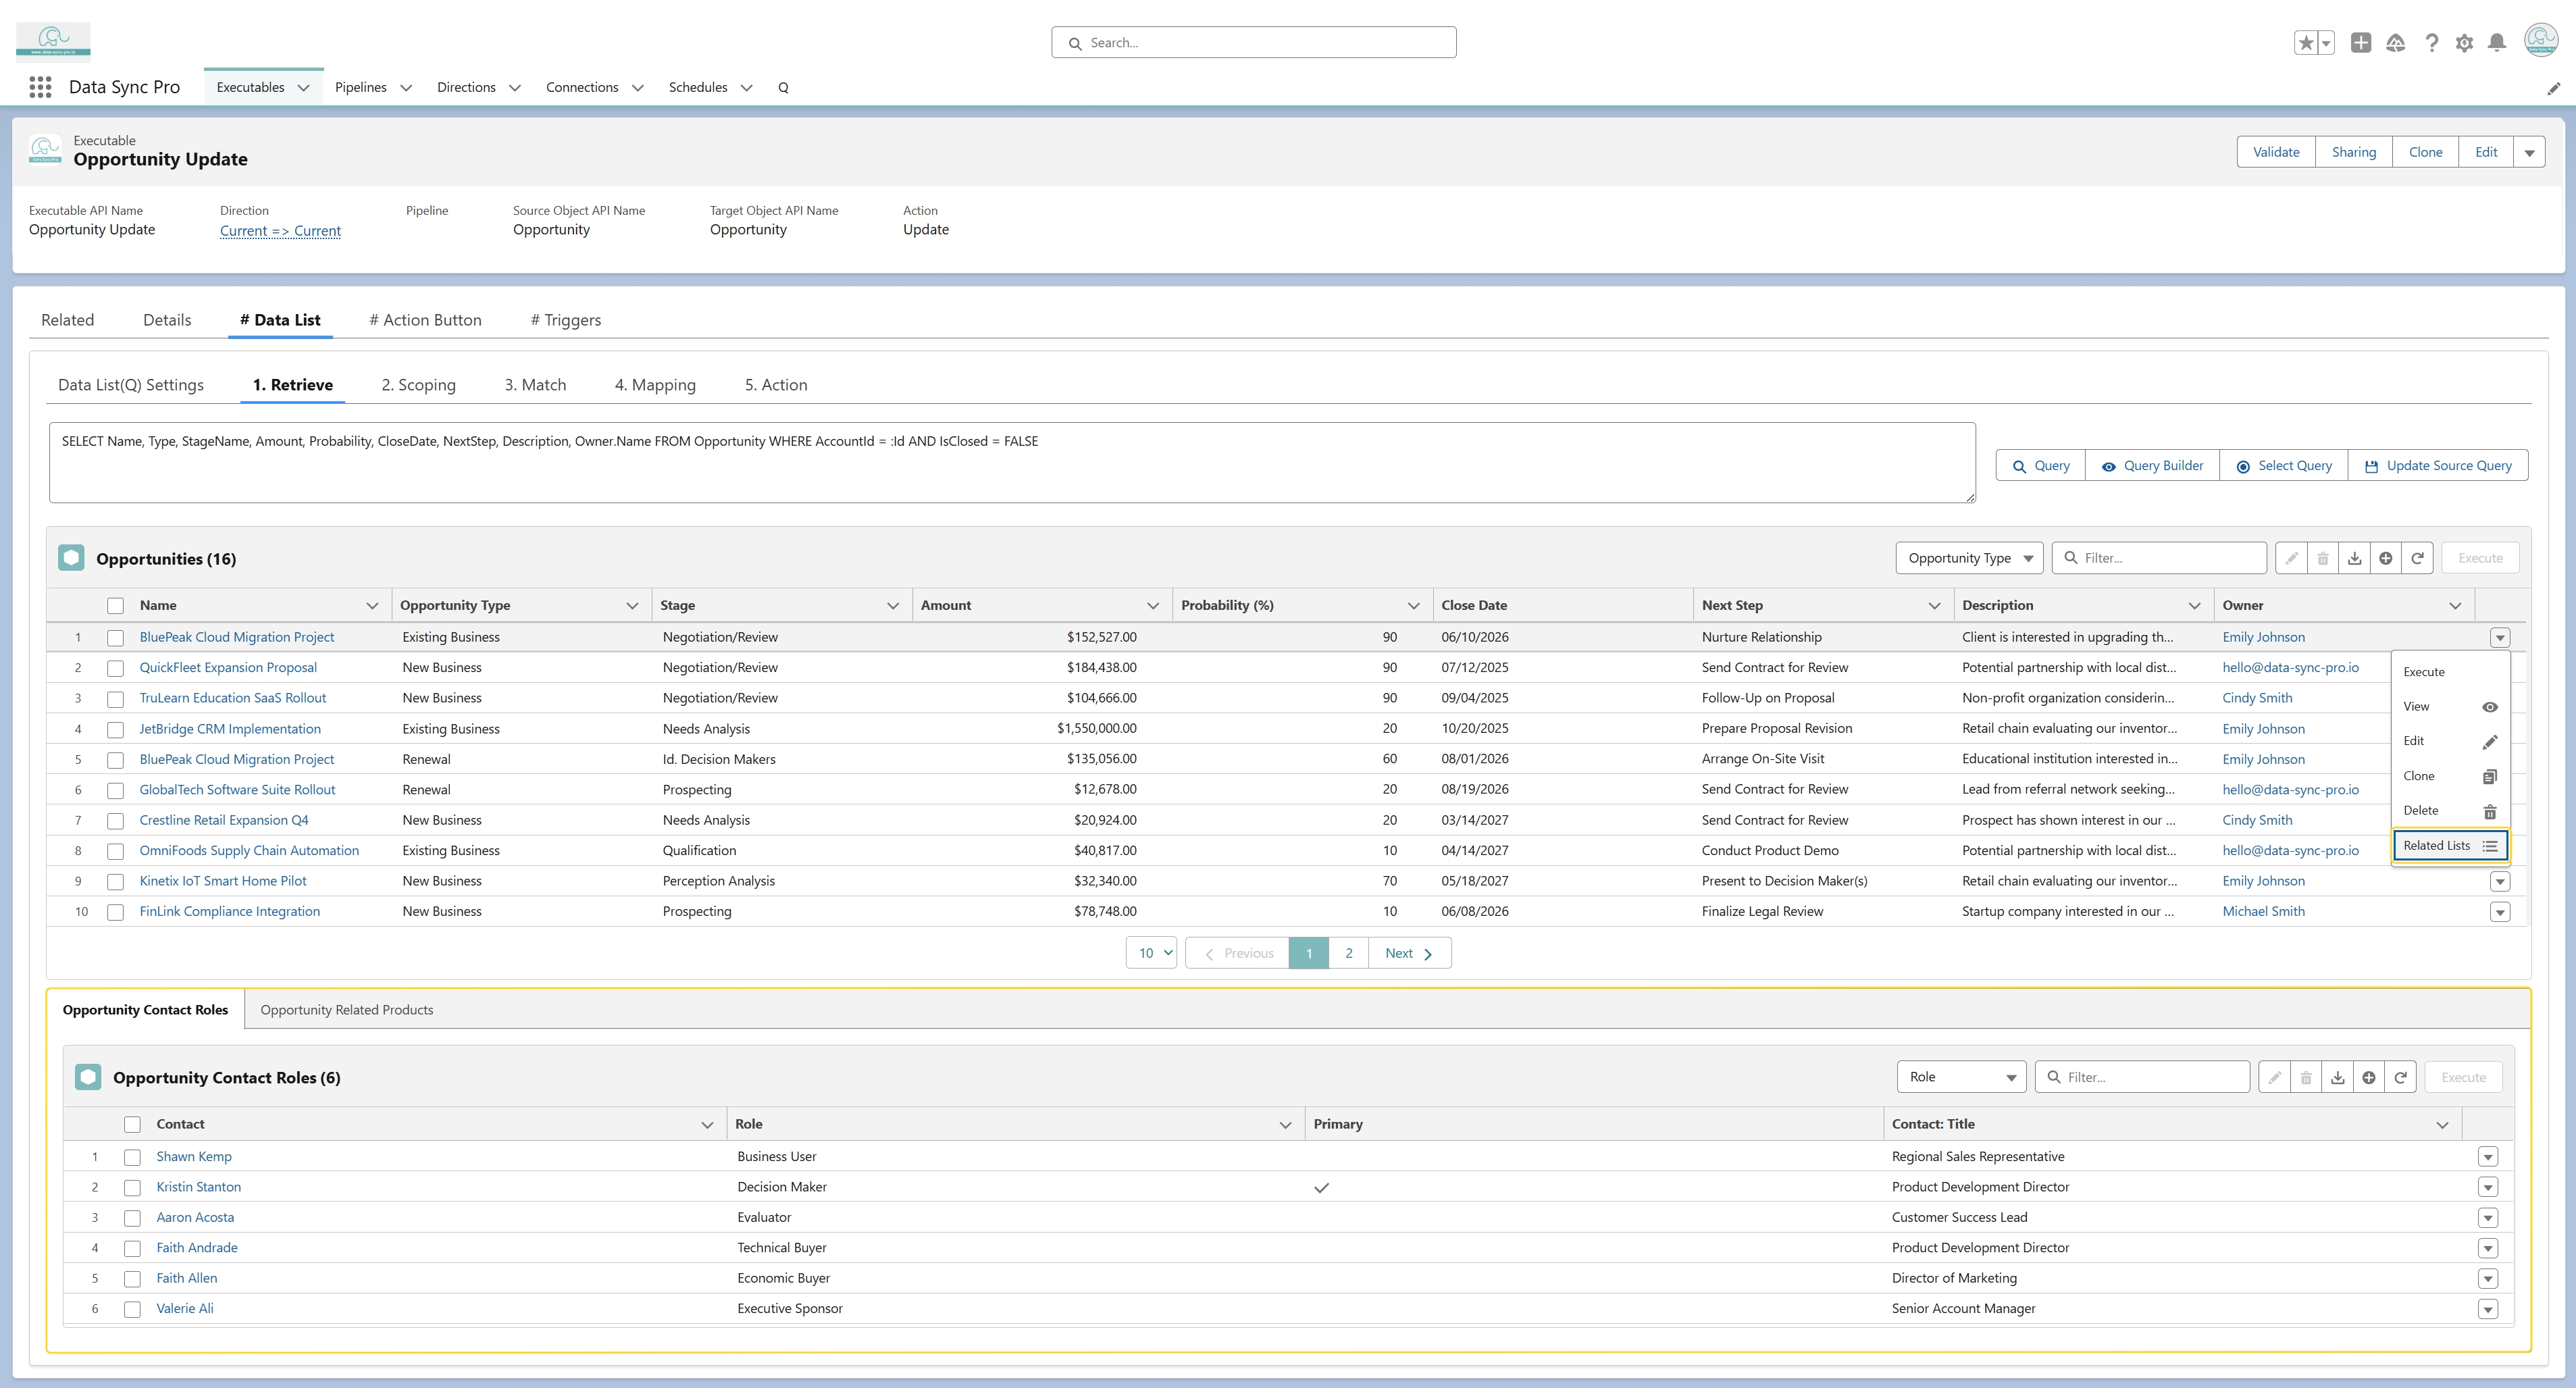 www.data-sync-pro.io
Search...
Data Sync Pro
Executables
Pipelines
Directions
Connections
Schedules
Q
Executable
Opportunity Update
Validate
Sharing
Clone
Edit
Executable API Name
Direction
Pipeline
Source Object API Name
Target Object API Name
Action
Opportunity Update
Current => Current
Opportunity
Opportunity
Update
Related
Details
# Data List
# Action Button
# Triggers
Data List(Q) Settings
1. Retrieve
2. Scoping
3. Match
4. Mapping
5. Action
SELECT Name, Type, StageName, Amount, Probability, CloseDate, NextStep, Description, Owner.Name FROM Opportunity WHERE AccountId = :Id AND IsClosed = FALSE
Query
Query Builder
Select Query
Update Source Query
Opportunities (16)
Opportunity Type
Filter...
Execute
Name Opportunity Type Stage Amount Probability (%) Close Date Next Step Description Owner
1 BluePeak Cloud Migration Project Existing Business Negotiation/Review $152,527.00 90 06/10/2026 Nurture Relationship Client is interested in upgrading th... Emily Johnson
2 QuickFleet Expansion Proposal New Business Negotiation/Review $184,438.00 90 07/12/2025 Send Contract for Review Potential partnership with local dist... hello@data-sync-pro.io
3 TruLearn Education SaaS Rollout New Business Negotiation/Review $104,666.00 90 09/04/2025 Follow-Up on Proposal Non-profit organization considerin... Cindy Smith
4 JetBridge CRM Implementation Existing Business Needs Analysis $1,550,000.00 20 10/20/2025 Prepare Proposal Revision Retail chain evaluating our inventor... Emily Johnson
5 BluePeak Cloud Migration Project Renewal Id. Decision Makers $135,056.00 60 08/01/2026 Arrange On-Site Visit Educational institution interested in... Emily Johnson
6 GlobalTech Software Suite Rollout Renewal Prospecting $12,678.00 20 08/19/2026 Send Contract for Review Lead from referral network seeking... hello@data-sync-pro.io
7 Crestline Retail Expansion Q4 New Business Needs Analysis $20,924.00 20 03/14/2027 Send Contract for Review Prospect has shown interest in our ... Cindy Smith
8 OmniFoods Supply Chain Automation Existing Business Qualification $40,817.00 10 04/14/2027 Conduct Product Demo Potential partnership with local dist... hello@data-sync-pro.io
9 Kinetix IoT Smart Home Pilot New Business Perception Analysis $32,340.00 70 05/18/2027 Present to Decision Maker(s) Retail chain evaluating our inventor... Emily Johnson
10 FinLink Compliance Integration New Business Prospecting $78,748.00 10 06/08/2026 Finalize Legal Review Startup company interested in our ... Michael Smith
Execute
View
Edit
Clone
Delete
Related Lists
10
Previous
1
2
Next
Opportunity Contact Roles
Opportunity Related Products
Opportunity Contact Roles (6)
Role
Filter...
Execute
Contact Role Primary Contact: Title
1 Shawn Kemp Business User Regional Sales Representative
2 Kristin Stanton Decision Maker Product Development Director
3 Aaron Acosta Evaluator Customer Success Lead
4 Faith Andrade Technical Buyer Product Development Director
5 Faith Allen Economic Buyer Director of Marketing
6 Valerie Ali Executive Sponsor Senior Account Manager